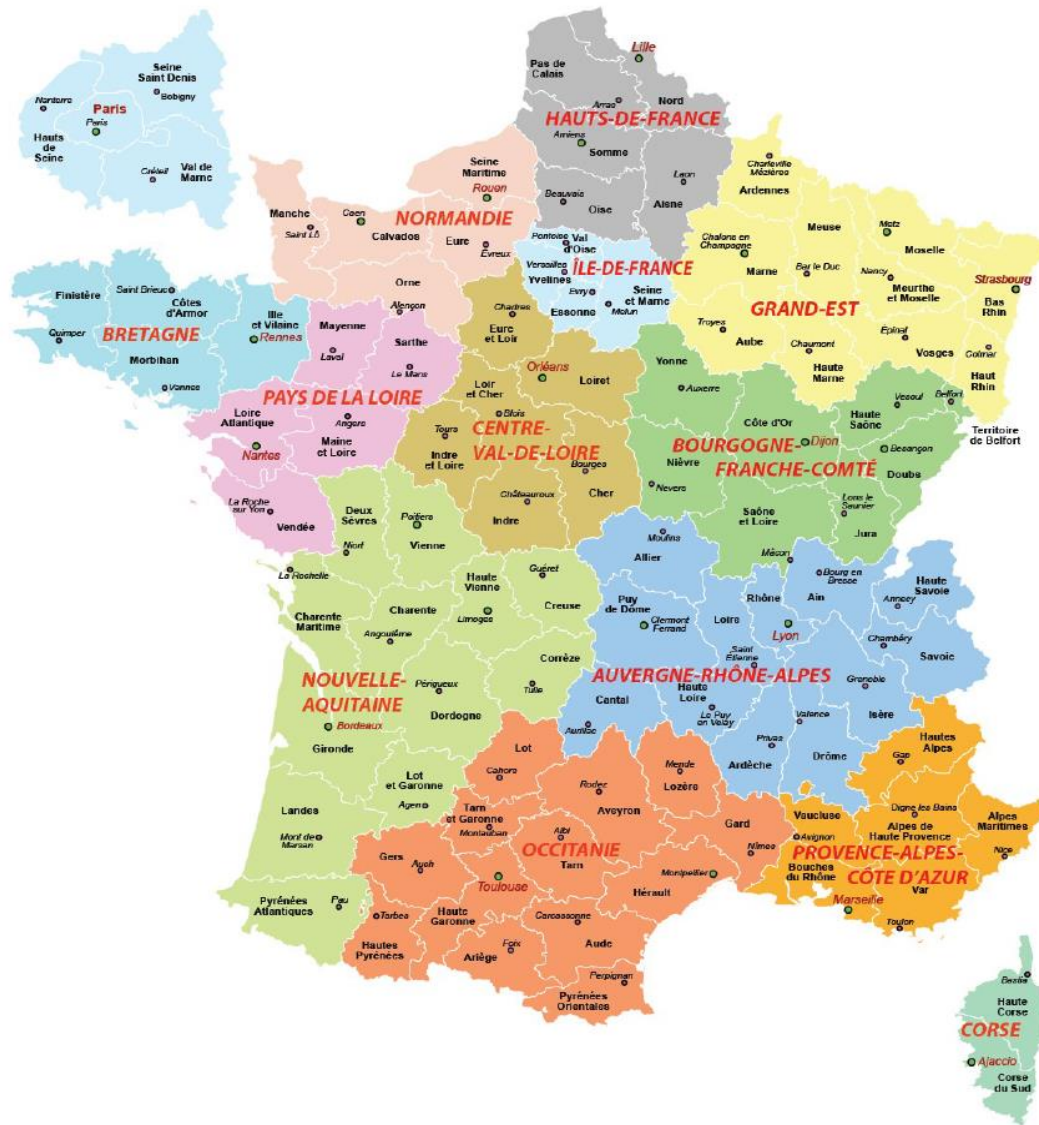 Seine
Saint Denis
Nanterre
Bobigny
Paris
Paris
Hauts
de
Seine
Créteil
Val de
Marne
Lille
Pas de
Calais
Nord
Arras
HAUTS-DE-FRANCE
Amiens
Somme
Laon
Beauvais
Oise
Aisne
Seine
Maritime
Rouen
Manche
Caen
NORMANDIE
Saint Lô
Calvados
Eure
Évreux
Orne
Alençon
Pontoise
Val
d'Oise
Versailles
ÎLE-DE-FRANCE
Yvelines
Evry
Seine
et Marne
Essonne
Melun
Charleville
Mézières
Ardennes
Meuse
Metz
Chalons en
Champagne
Moselle
Marne
Bar le Duc
Nancy
Meurthe
et Moselle
Strasbourg
Bas
Rhin
GRAND-EST
Troyes
Aube
Chaumont
Épinal
Vosges
Colmar
Haute
Marne
Haut
Rhin
Territoire
de Belfort
Finistère
Saint Brieuc
Côtes
d'Armor
Ille
et Vilaine
Quimper
BRETAGNE
Rennes
Morbihan
Vannes
Mayenne
Laval
Sarthe
Le Mans
PAYS DE LA LOIRE
Loire
Atlantique
Angers
Nantes
Maine
et Loire
La Roche
sur Yon
Vendée
Chartres
Eure
et Loir
Orléans
Loir
et Cher
Loiret
Blois
Tours
CENTRE-
VAL-DE-LOIRE
Indre
et Loire
Bourges
Châteauroux
Cher
Indre
Yonne
Auxerre
Côte d'Or
Haute
Saône
Vesoul
Belfort
BOURGOGNE-
Dijon
Besançon
FRANCHE-COMTÉ
Nièvre
Doubs
Nevers
Saône
et Loire
Lons le
Saunier
Jura
Mâcon
Deux
Sèvres
Poitiers
Niort
Vienne
La Rochelle
Haute
Vienne
Guéret
Charente
Maritime
Charente
Creuse
Limoges
Angoulême
Corrèze
NOUVELLE-
AQUITAINE
Périgueux
Tulle
Bordeaux
Dordogne
Gironde
Lot
et Garonne
Agen
Landes
Mont de
Marsan
Pyrénées
Atlantiques
Pau
Moulins
Allier
Bourg en
Bresse
Haute
Savoie
Puy
de Dôme
Rhône
Ain
Annecy
Clermont
Ferrand
Loire
Lyon
Chambéry
Saint
Étienne
Savoie
AUVERGNE-RHÔNE-ALPES
Grenoble
Cantal
Haute
Loire
Le Puy
en Velay
Valence
Isère
Aurillac
Privas
Ardèche
Drôme
Lot
Cahors
Rodez
Mende
Lozère
Tarn
et Garonne
Aveyron
Montauban
Albi
Gard
OCCITANIE
Nîmes
Gers
Auch
Tarn
Toulouse
Montpellier
Hérault
Tarbes
Haute
Garonne
Carcassonne
Hautes
Pyrénées
Foix
Ariège
Aude
Perpignan
Pyrénées
Orientales
Hautes
Alpes
Gap
Vaucluse
Digne les Bains
Alpes
Maritimes
Avignon
Alpes de
Haute Provence
PROVENCE-ALPES-
CÔTE D'AZUR
Nice
Bouches
du Rhône
Var
Marseille
Toulon
Bastia
Haute
Corse
CORSE
Ajaccio
Corse
du Sud